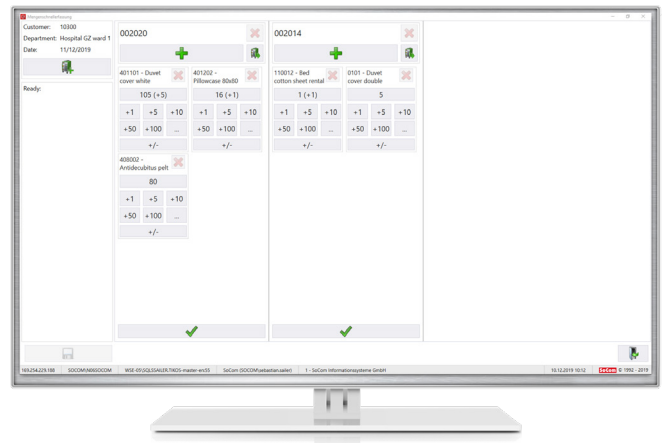 Customer: 10300
Department: Hospital GZ ward 1
Date: 11/12/2019
Ready:
002020
401101 - Duvet cover white
105 (+5)
+1 +5 +10
+50 +100 ...
+/-
401202 - Pillowcase 80x80
16 (+1)
+1 +5 +10
+50 +100 ...
+/-
408002 - Antidecubitus pelt
80
+1 +5 +10
+50 +100 ...
+/-
002014
110012 - Bed cotton sheet rental
1 (+1)
+1 +5 +10
+50 +100 ...
+/-
0101 - Duvet cover double
5
+1 +5 +10
+50 +100 ...
+/-
SoCom (SOCOM\sebastian.sailer) 1 - SoCom Informationssysteme GmbH 10.12.2019 10:12 SoCom © 1992 - 2019